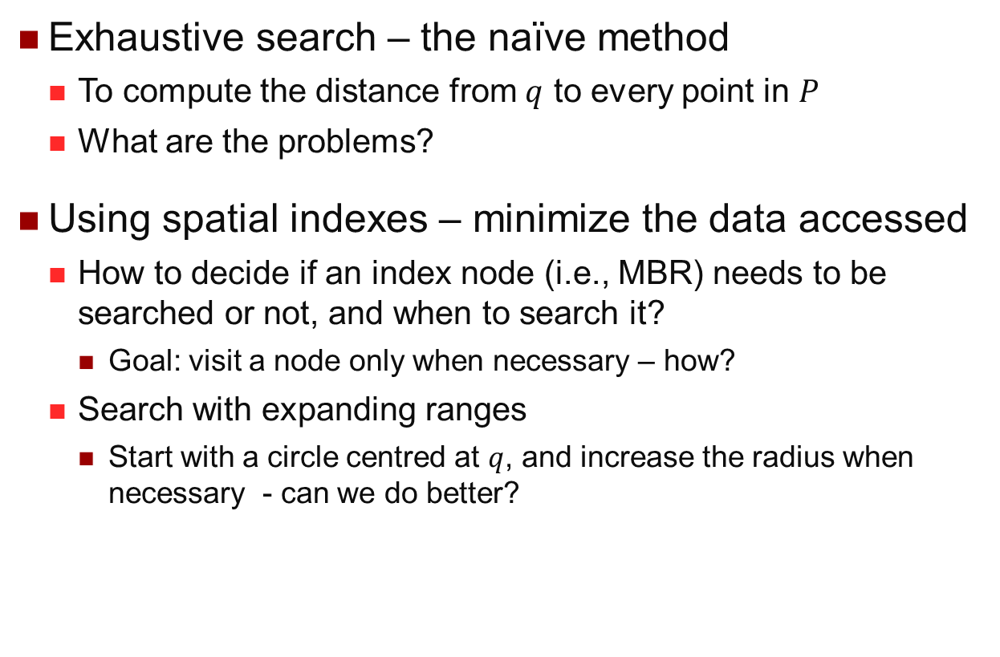 Exhaustive search – the naïve method
To compute the distance from q to every point in P
What are the problems?
Using spatial indexes – minimize the data accessed
How to decide if an index node (i.e., MBR) needs to be
searched or not, and when to search it?
Goal: visit a node only when necessary – how?
Search with expanding ranges
Start with a circle centred at q, and increase the radius when
necessary - can we do better?